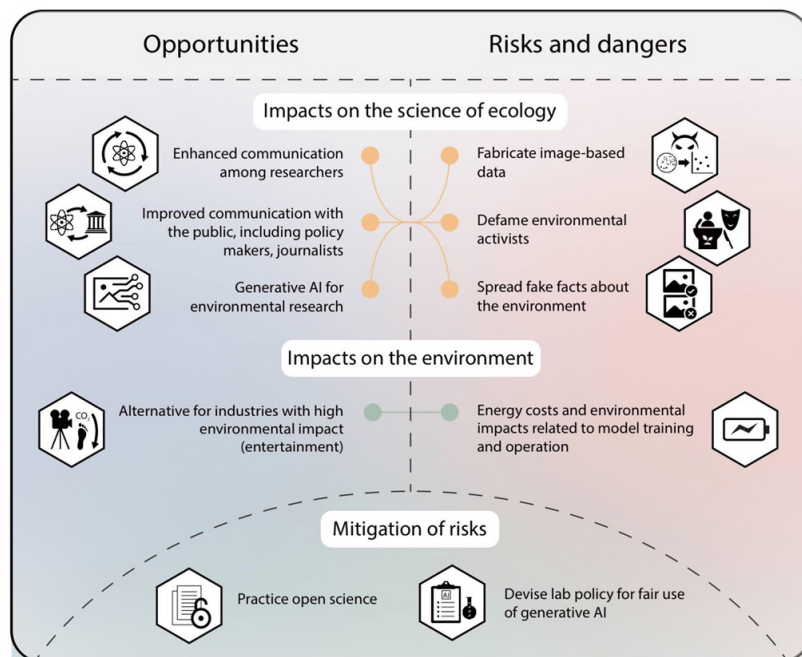 Opportunities
Risks and dangers
Impacts on the science of ecology
Enhanced communication
among researchers
Fabricate image-based
data
Improved communication with
the public, including policy
makers, journalists
Defame environmental
activists
Generative AI for
environmental research
Spread fake facts about
the environment
Impacts on the environment
CO₂
Alternative for industries with high
environmental impact
(entertainment)
Energy costs and environmental
impacts related to model training
and operation
Mitigation of risks
Practice open science
AI
Devise lab policy for fair use
of generative AI